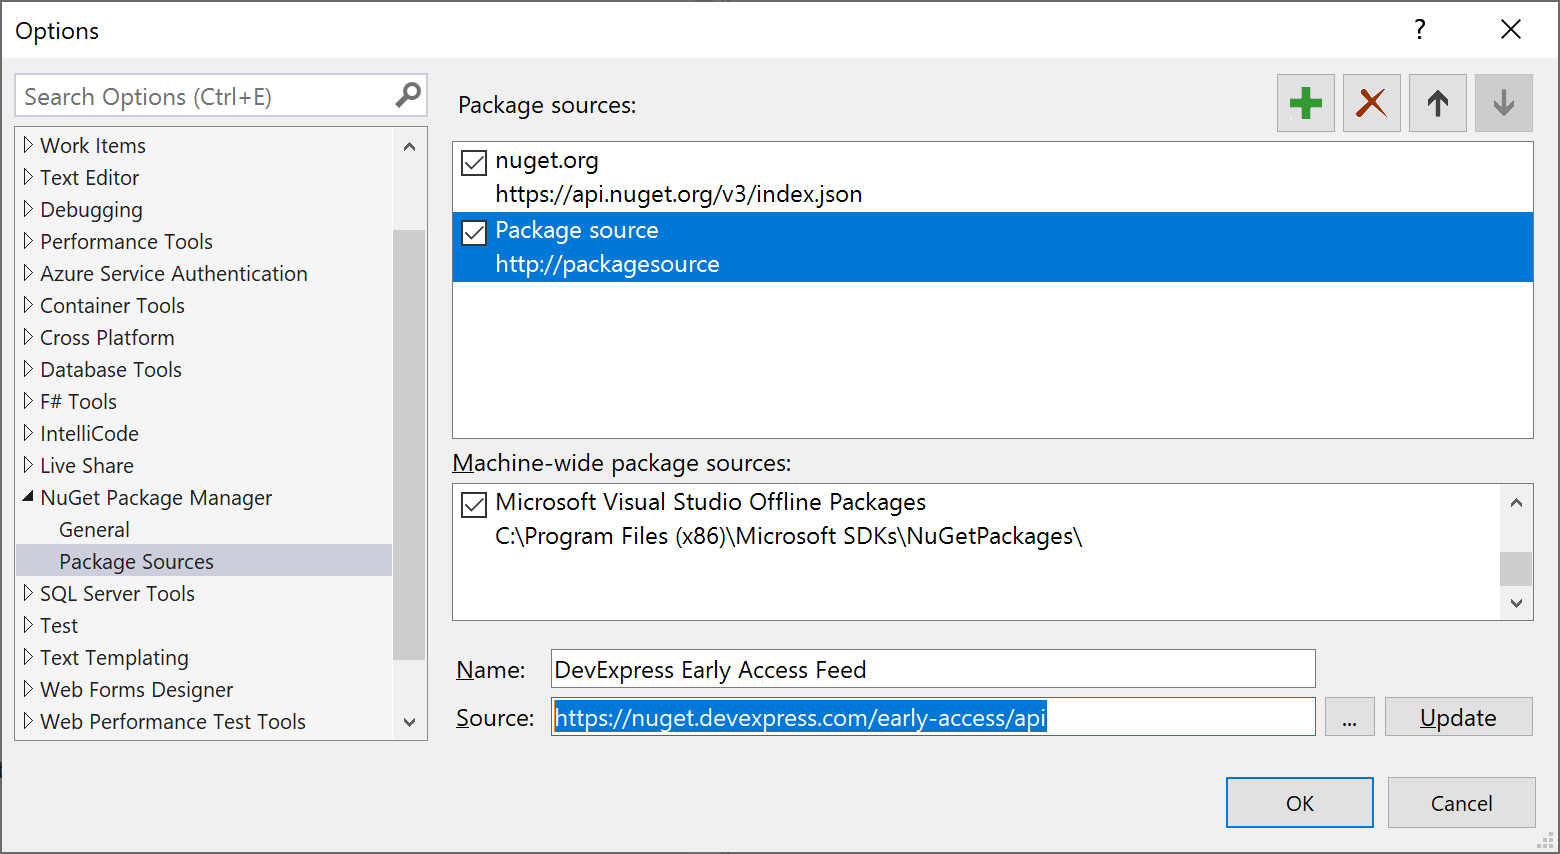 Options
?
Search Options (Ctrl+E)
Work Items
Text Editor
Debugging
Performance Tools
Azure Service Authentication
Container Tools
Cross Platform
Database Tools
F# Tools
IntelliCode
Live Share
NuGet Package Manager
General
Package Sources
SQL Server Tools
Test
Text Templating
Web Forms Designer
Web Performance Test Tools
Package sources:
nuget.org
https://api.nuget.org/v3/index.json
Package source
http://packagesource
Machine-wide package sources:
Microsoft Visual Studio Offline Packages
C:\Program Files (x86)\Microsoft SDKs\NuGetPackages\
Name: DevExpress Early Access Feed
Source: https://nuget.devexpress.com/early-access/api ... Update
OK Cancel